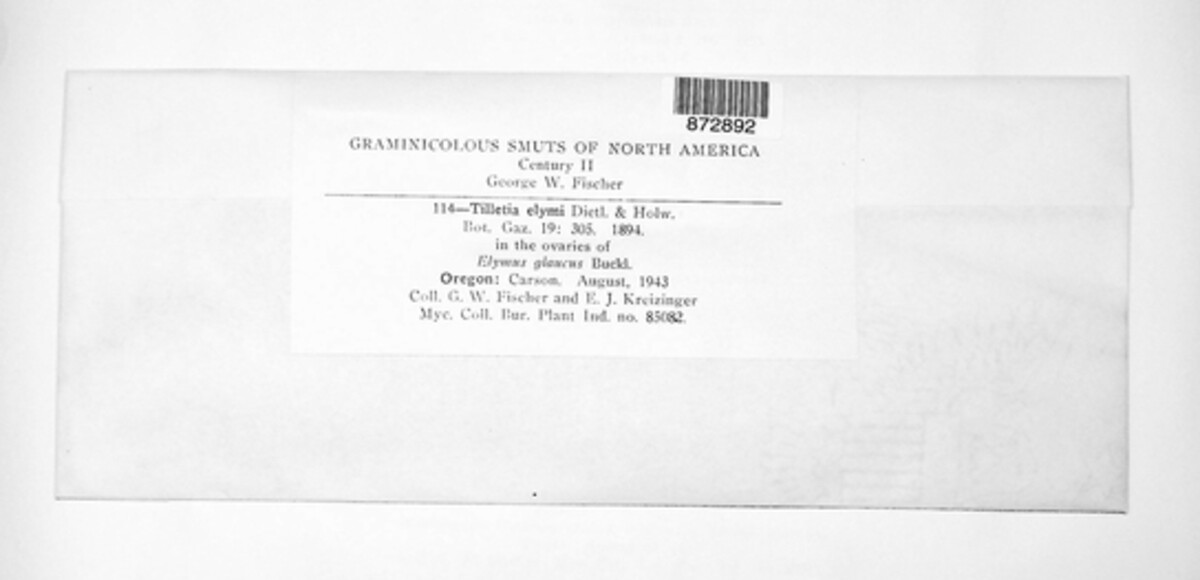 872892
GRAMINICOLOUS SMUTS OF NORTH AMERICA
Century II
George W. Fischer
114—Tilletia elymi Dietl. & Holw.
Bot. Gaz. 19: 305. 1894.
in the ovaries of
Elymus glaucus Buckl.
Oregon: Carson, August, 1943
Coll. G. W. Fischer and E. J. Kreizinger
Myc. Coll. Bur. Plant Ind. no. 85082.